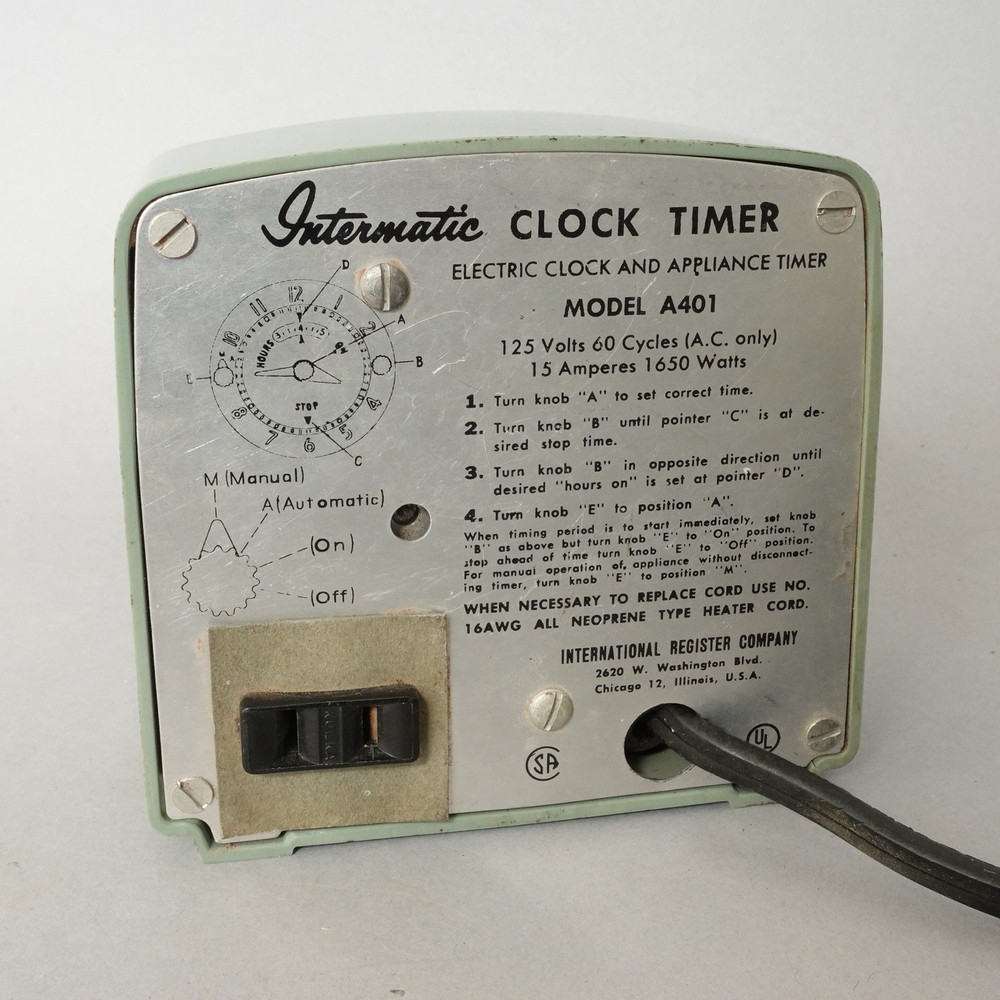 Intermatic CLOCK TIMER
ELECTRIC CLOCK AND APPLIANCE TIMER
MODEL A401
125 Volts 60 Cycles (A.C. only)
15 Amperes 1650 Watts
1. Turn knob "A" to set correct time.
2. Turn knob "B" until pointer "C" is at de-
sired stop time.
3. Turn knob "B" in opposite direction until
desired "hours on" is set at pointer "D".
4. Turn knob "E" to position "A".
When timing period is to start immediately, set knob
"B" as above but turn knob "E" to "On" position. To
stop ahead of time turn knob "E" to "Off" position.
For manual operation of appliance without disconnect-
ing timer, turn knob "E" to position "M".
WHEN NECESSARY TO REPLACE CORD USE NO.
16AWG ALL NEOPRENE TYPE HEATER CORD.
INTERNATIONAL REGISTER COMPANY
2620 W. Washington Blvd.
Chicago 12, Illinois, U.S.A.
CSA
UL
D
A
B
C
E
12
1
2
4
5
6
7
8
10
11
HOURS
ON
STOP
M (Manual)
A (Automatic)
(On)
(Off)